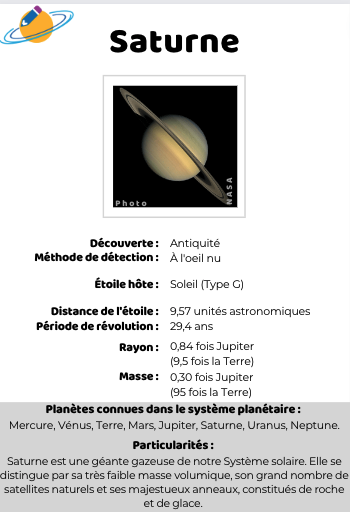 Saturne
Photo
NASA
Découverte : Antiquité
Méthode de détection : À l'oeil nu
Étoile hôte : Soleil (Type G)
Distance de l'étoile : 9,57 unités astronomiques
Période de révolution : 29,4 ans
Rayon : 0,84 fois Jupiter
(9,5 fois la Terre)
Masse : 0,30 fois Jupiter
(95 fois la Terre)
Planètes connues dans le système planétaire :
Mercure, Vénus, Terre, Mars, Jupiter, Saturne, Uranus, Neptune.
Particularités :
Saturne est une géante gazeuse de notre Système solaire. Elle se
distingue par sa très faible masse volumique, son grand nombre de
satellites naturels et ses majestueux anneaux, constitués de roche
et de glace.